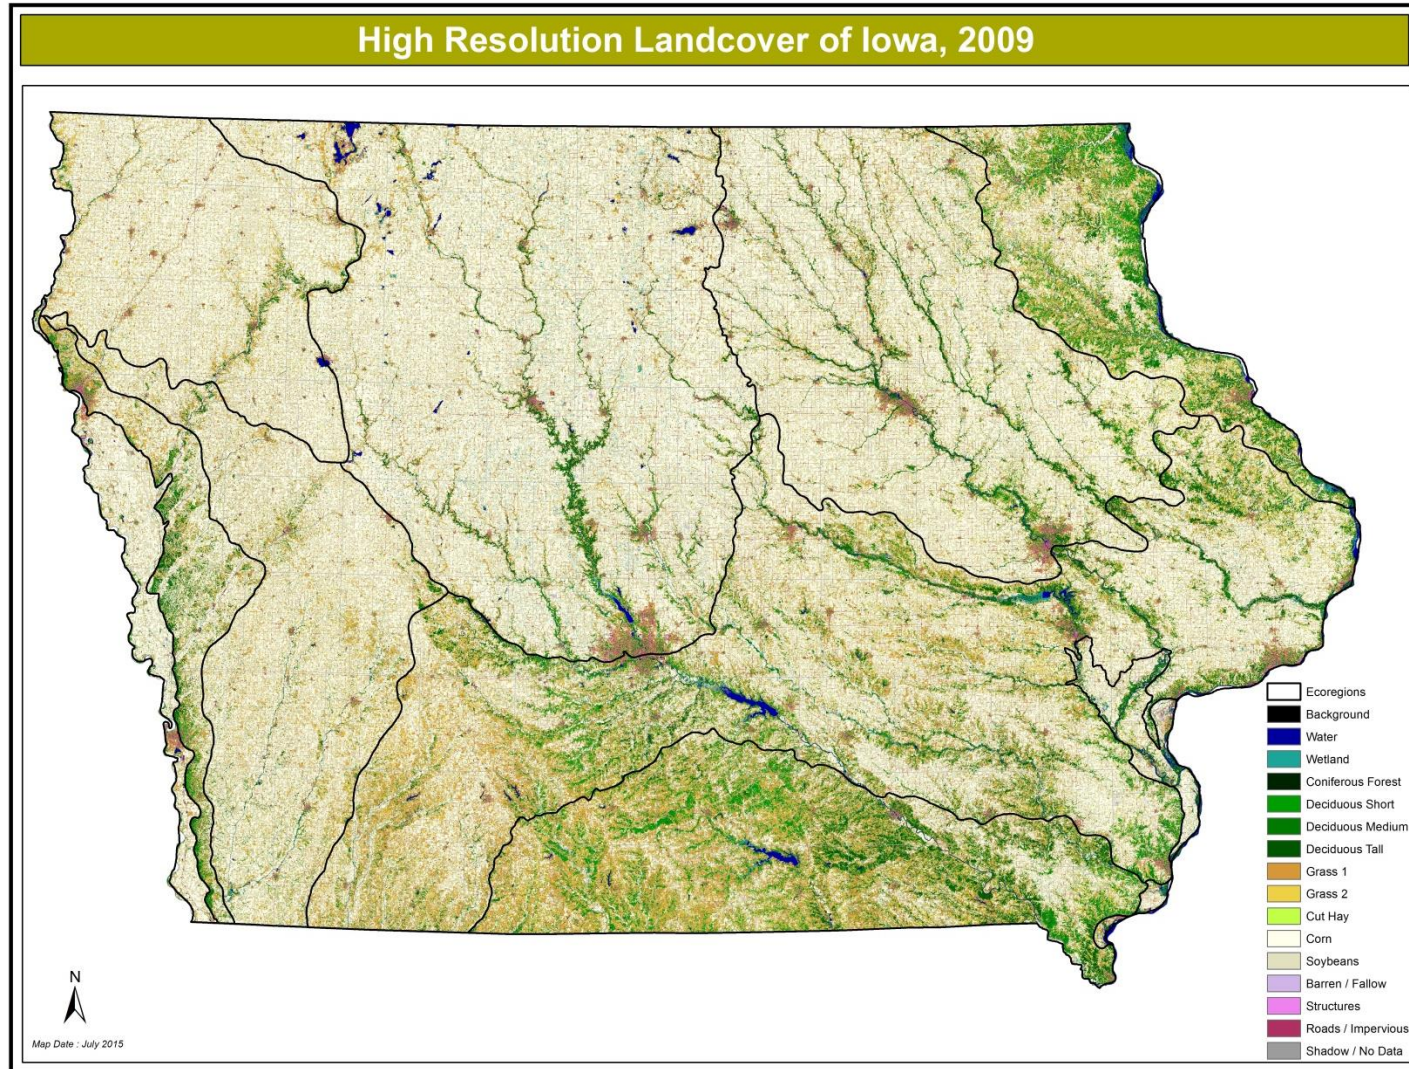 High Resolution Landcover of Iowa, 2009
Ecoregions
Background
Water
Wetland
Coniferous Forest
Deciduous Short
Deciduous Medium
Deciduous Tall
Grass 1
Grass 2
Cut Hay
Corn
Soybeans
Barren / Fallow
Structures
Roads / Impervious
Shadow / No Data
N
Map Date : July 2015